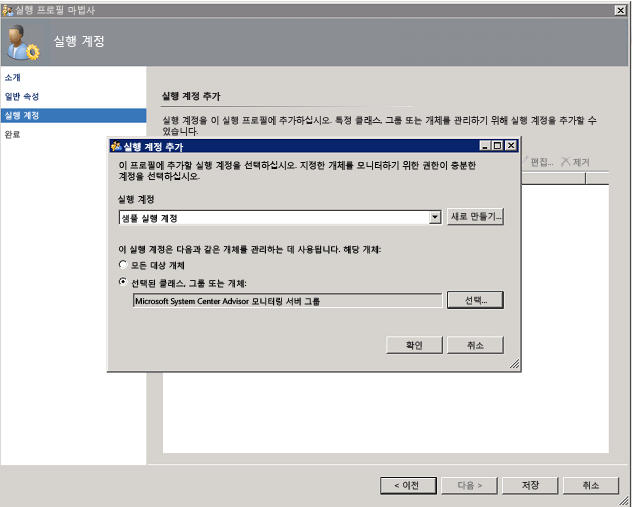 실행 프로필 마법사
실행 계정
소개
일반 속성
실행 계정
완료
실행 계정 추가
실행 계정을 이 실행 프로필에 추가하십시오. 특정 클래스, 그룹 또는 개체를 관리하기 위해 실행 계정을 추가할 수
있습니다.
편집... 제거
실행 계정 추가
이 프로필에 추가할 실행 계정을 선택하십시오. 지정한 개체를 모니터하기 위한 권한이 충분한
계정을 선택하십시오.
실행 계정
샘플 실행 계정
새로 만들기...
이 실행 계정은 다음과 같은 개체를 관리하는 데 사용됩니다. 해당 개체:
모든 대상 개체
선택된 클래스, 그룹 또는 개체:
Microsoft System Center Advisor 모니터링 서버 그룹
선택...
확인 취소
< 이전 다음 > 저장 취소